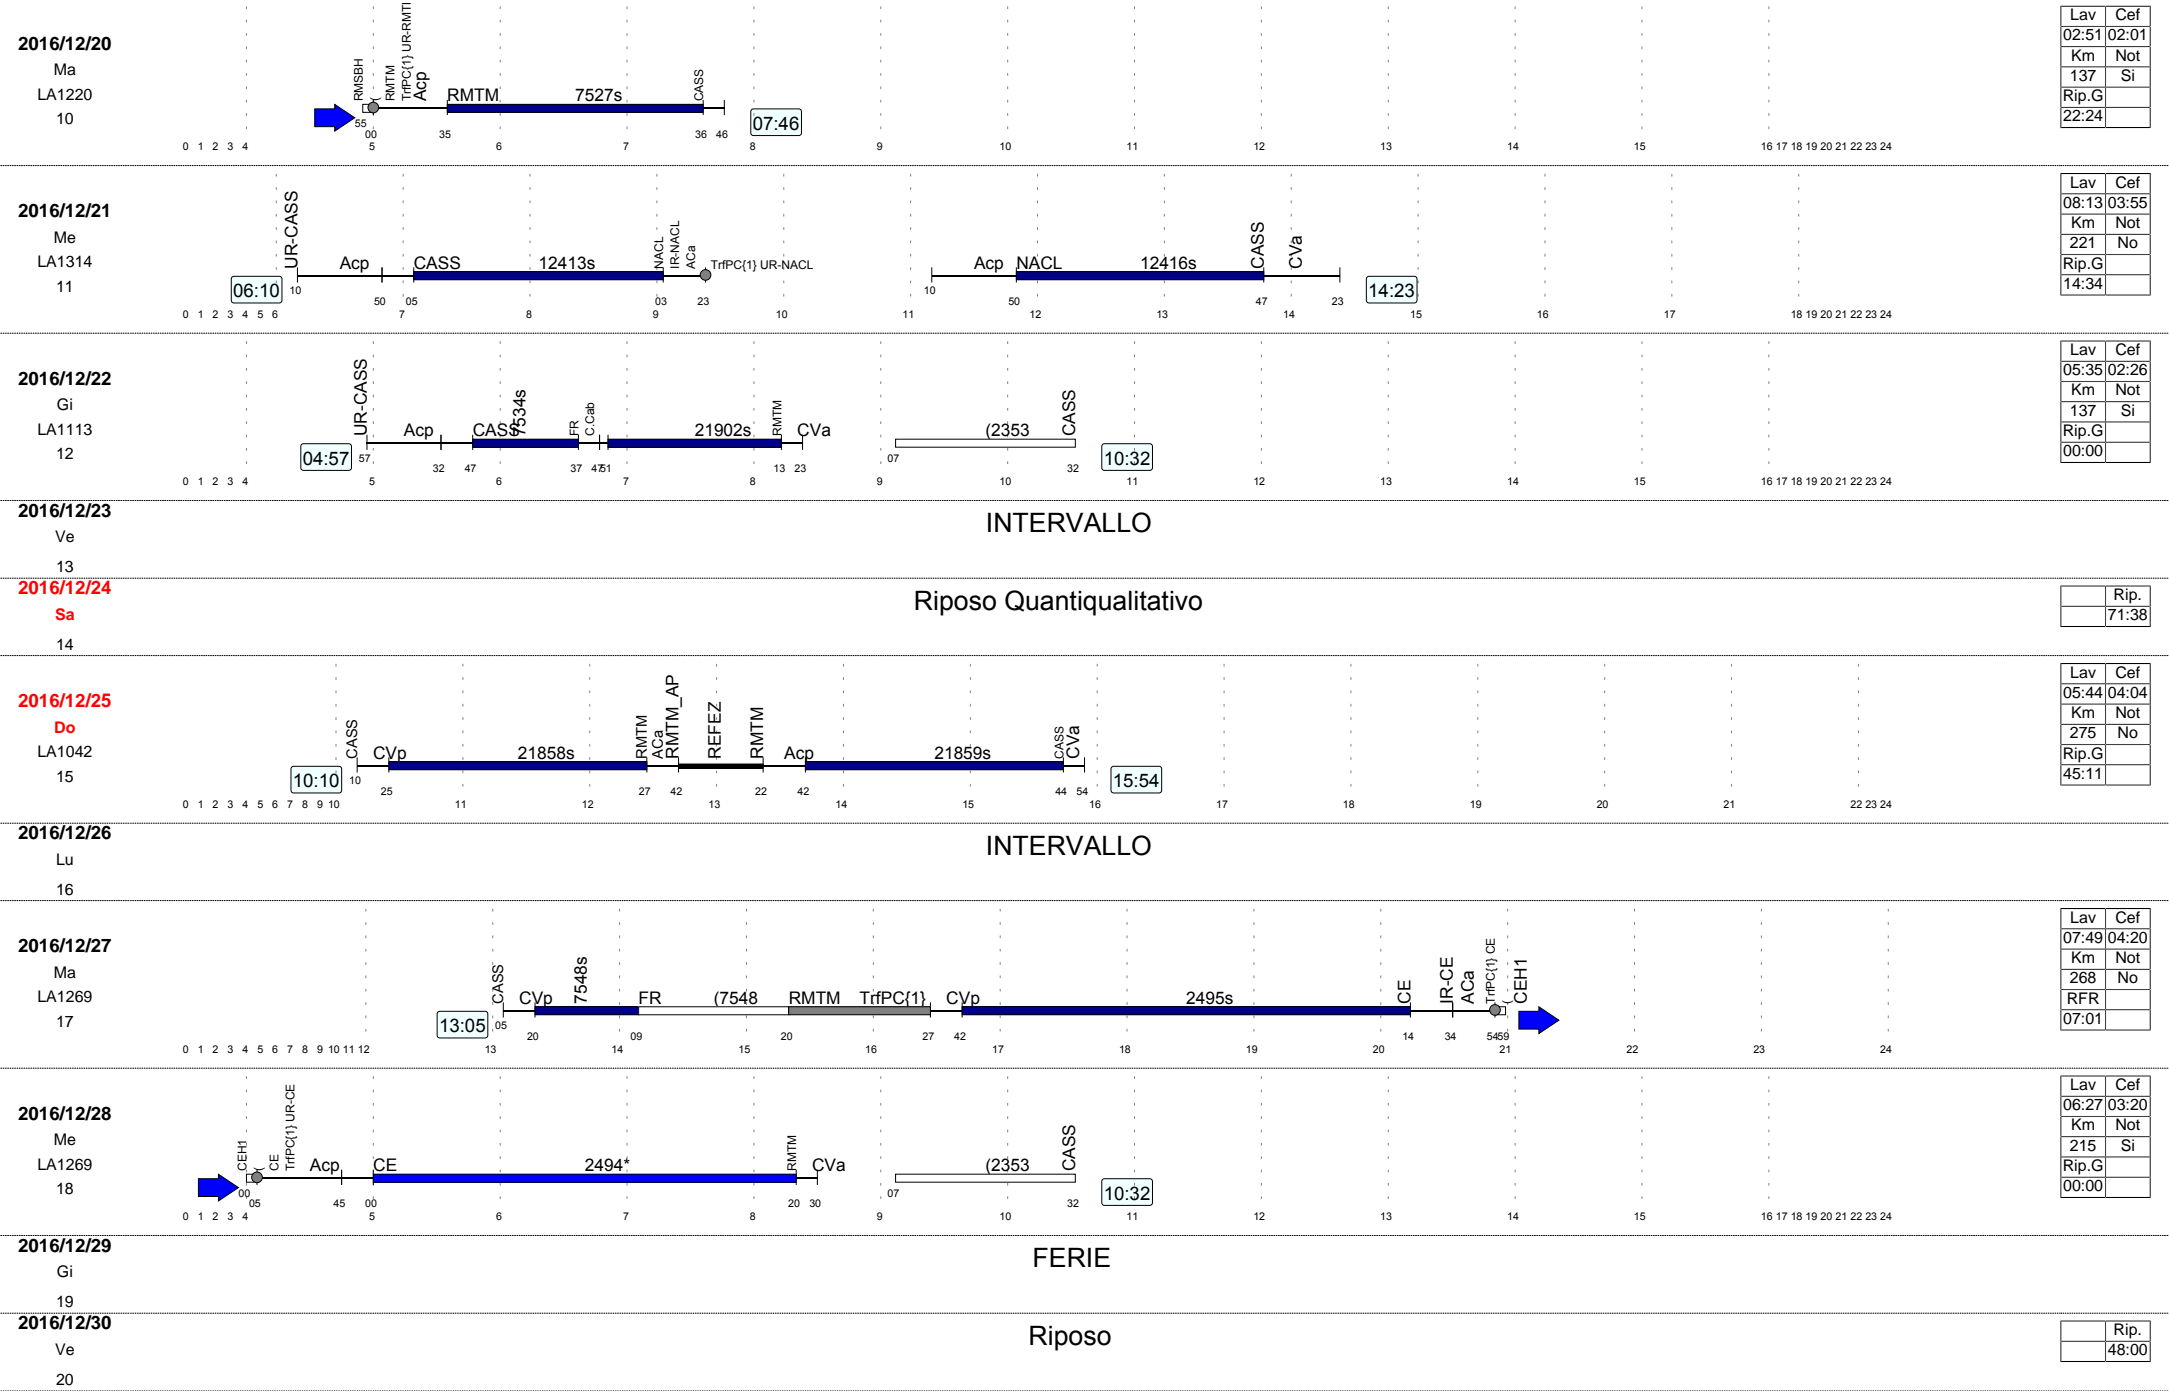 2016/12/20
Ma
LA1220
10
RMSBH
RMTM
TrfPC{1} UR-RMTI
Acp
RMTM
7527s
CASS
55
00
35
36
46
07:46
0 1 2 3 4 5 6 7 8 9 10 11 12 13 14 15 16 17 18 19 20 21 22 23 24
Lav Cef
02:51 02:01
Km Not
137 Si
Rip.G
22:24
2016/12/21
Me
LA1314
11
06:10
UR-CASS
Acp
CASS
12413s
NACL
IR-NACL
ACa
TrfPC{1} UR-NACL
Acp
NACL
12416s
CASS
CVa
10
50
05
03
23
10
50
47
23
14:23
0 1 2 3 4 5 6 7 8 9 10 11 12 13 14 15 16 17 18 19 20 21 22 23 24
Lav Cef
08:13 03:55
Km Not
221 No
Rip.G
14:34
2016/12/22
Gi
LA1113
12
04:57
UR-CASS
Acp
CASS
7534s
FR
C.Cab
21902s
RMTM
CVa
(2353
CASS
57
32
47
37
47
51
13
23
07
32
10:32
0 1 2 3 4 5 6 7 8 9 10 11 12 13 14 15 16 17 18 19 20 21 22 23 24
Lav Cef
05:35 02:26
Km Not
137 Si
Rip.G
00:00
2016/12/23
Ve
13
INTERVALLO
2016/12/24
Sa
14
Riposo Quantiqualitativo
Rip.
71:38
2016/12/25
Do
LA1042
15
10:10
CASS
CVp
21858s
RMTM
ACa
RMTM_AP
REFEZ
RMTM
Acp
21859s
CASS
CVa
10
25
27
42
22
42
44
54
15:54
0 1 2 3 4 5 6 7 8 9 10 11 12 13 14 15 16 17 18 19 20 21 22 23 24
Lav Cef
05:44 04:04
Km Not
275 No
Rip.G
45:11
2016/12/26
Lu
16
INTERVALLO
2016/12/27
Ma
LA1269
17
13:05
CASS
CVp
7548s
FR
(7548
RMTM
TrfPC{1}
CVp
2495s
CE
IR-CE
ACa
TrfPC{1} CE
(
CEH1
05
20
09
20
27
42
14
34
54
59
0 1 2 3 4 5 6 7 8 9 10 11 12 13 14 15 16 17 18 19 20 21 22 23 24
Lav Cef
07:49 04:20
Km Not
268 No
RFR
07:01
2016/12/28
Me
LA1269
18
CEH1
(
CE
TrfPC{1} UR-CE
Acp
CE
2494*
RMTM
CVa
(2353
CASS
00
05
45
00
20
30
07
32
10:32
0 1 2 3 4 5 6 7 8 9 10 11 12 13 14 15 16 17 18 19 20 21 22 23 24
Lav Cef
06:27 03:20
Km Not
215 Si
Rip.G
00:00
2016/12/29
Gi
19
FERIE
2016/12/30
Ve
20
Riposo
Rip.
48:00